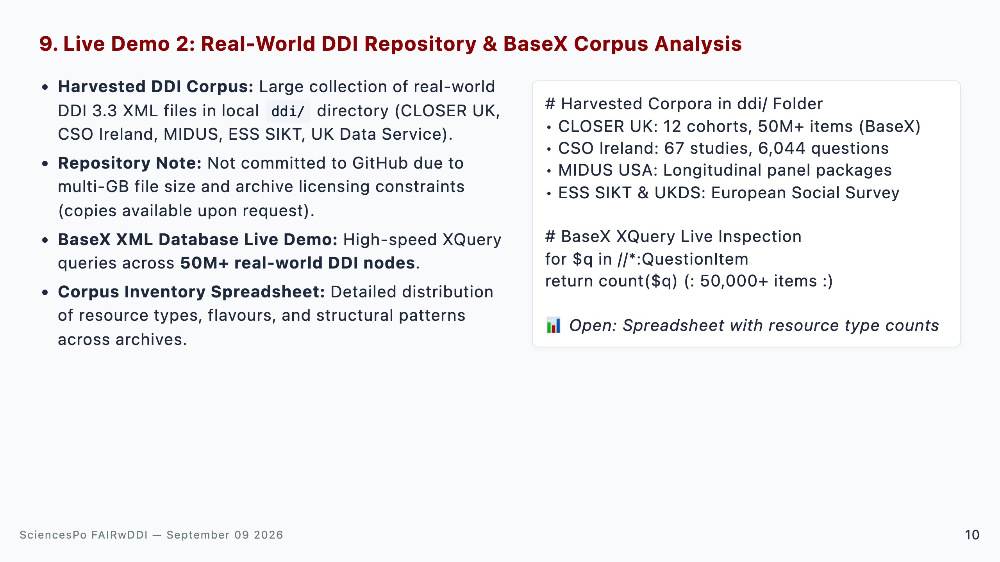 9. Live Demo 2: Real-World DDI Repository & BaseX Corpus Analysis
• Harvested DDI Corpus: Large collection of real-world
DDI 3.3 XML files in local ddi/ directory (CLOSER UK,
CSO Ireland, MIDUS, ESS SIKT, UK Data Service).
• Repository Note: Not committed to GitHub due to
multi-GB file size and archive licensing constraints
(copies available upon request).
• BaseX XML Database Live Demo: High-speed XQuery
queries across 50M+ real-world DDI nodes.
• Corpus Inventory Spreadsheet: Detailed distribution
of resource types, flavours, and structural patterns
across archives.
# Harvested Corpora in ddi/ Folder
• CLOSER UK: 12 cohorts, 50M+ items (BaseX)
• CSO Ireland: 67 studies, 6,044 questions
• MIDUS USA: Longitudinal panel packages
• ESS SIKT & UKDS: European Social Survey
# BaseX XQuery Live Inspection
for $q in //*:QuestionItem
return count($q) (: 50,000+ items :)
📊 Open: Spreadsheet with resource type counts
SciencesPo FAIRwDDI — September 09 2026
10